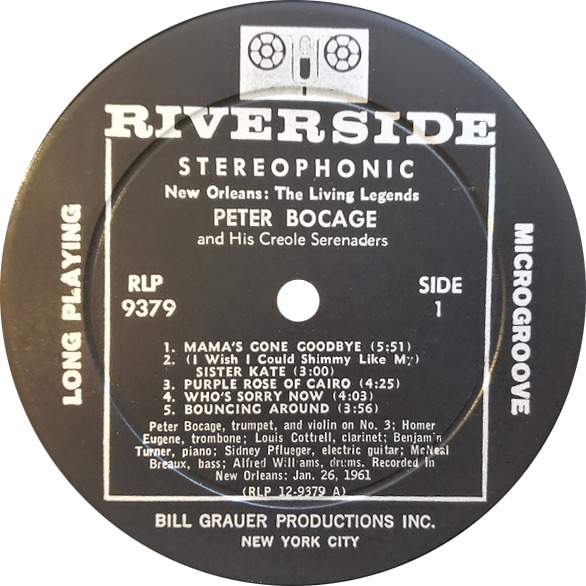 RIVERSIDE
STEREOPHONIC
New Orleans: The Living Legends
PETER BOCAGE
and His Creole Serenaders
LONG PLAYING
MICROGROOVE
RLP
9379
SIDE
1
1. MAMA'S GONE GOODBYE (5:51)
2. (I Wish I Could Shimmy Like My)
SISTER KATE (3:00)
3. PURPLE ROSE OF CAIRO (4:25)
4. WHO'S SORRY NOW (4:03)
5. BOUNCING AROUND (3:56)
Peter Bocage, trumpet, and violin on No. 3; Homer
Eugene, trombone; Louis Cottrell, clarinet; Benjamin
Turner, piano; Sidney Pflueger, electric guitar; McNeal
Breaux, bass; Alfred Williams, drums. Recorded in
New Orleans: Jan. 26, 1961
(RLP 12-9379 A)
BILL GRAUER PRODUCTIONS INC.
NEW YORK CITY